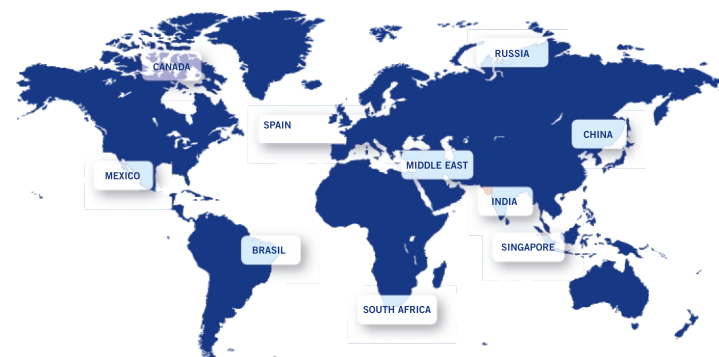 RUSSIA
CANADA
SPAIN
CHINA
MIDDLE EAST
MEXICO
INDIA
SINGAPORE
BRASIL
SOUTH AFRICA